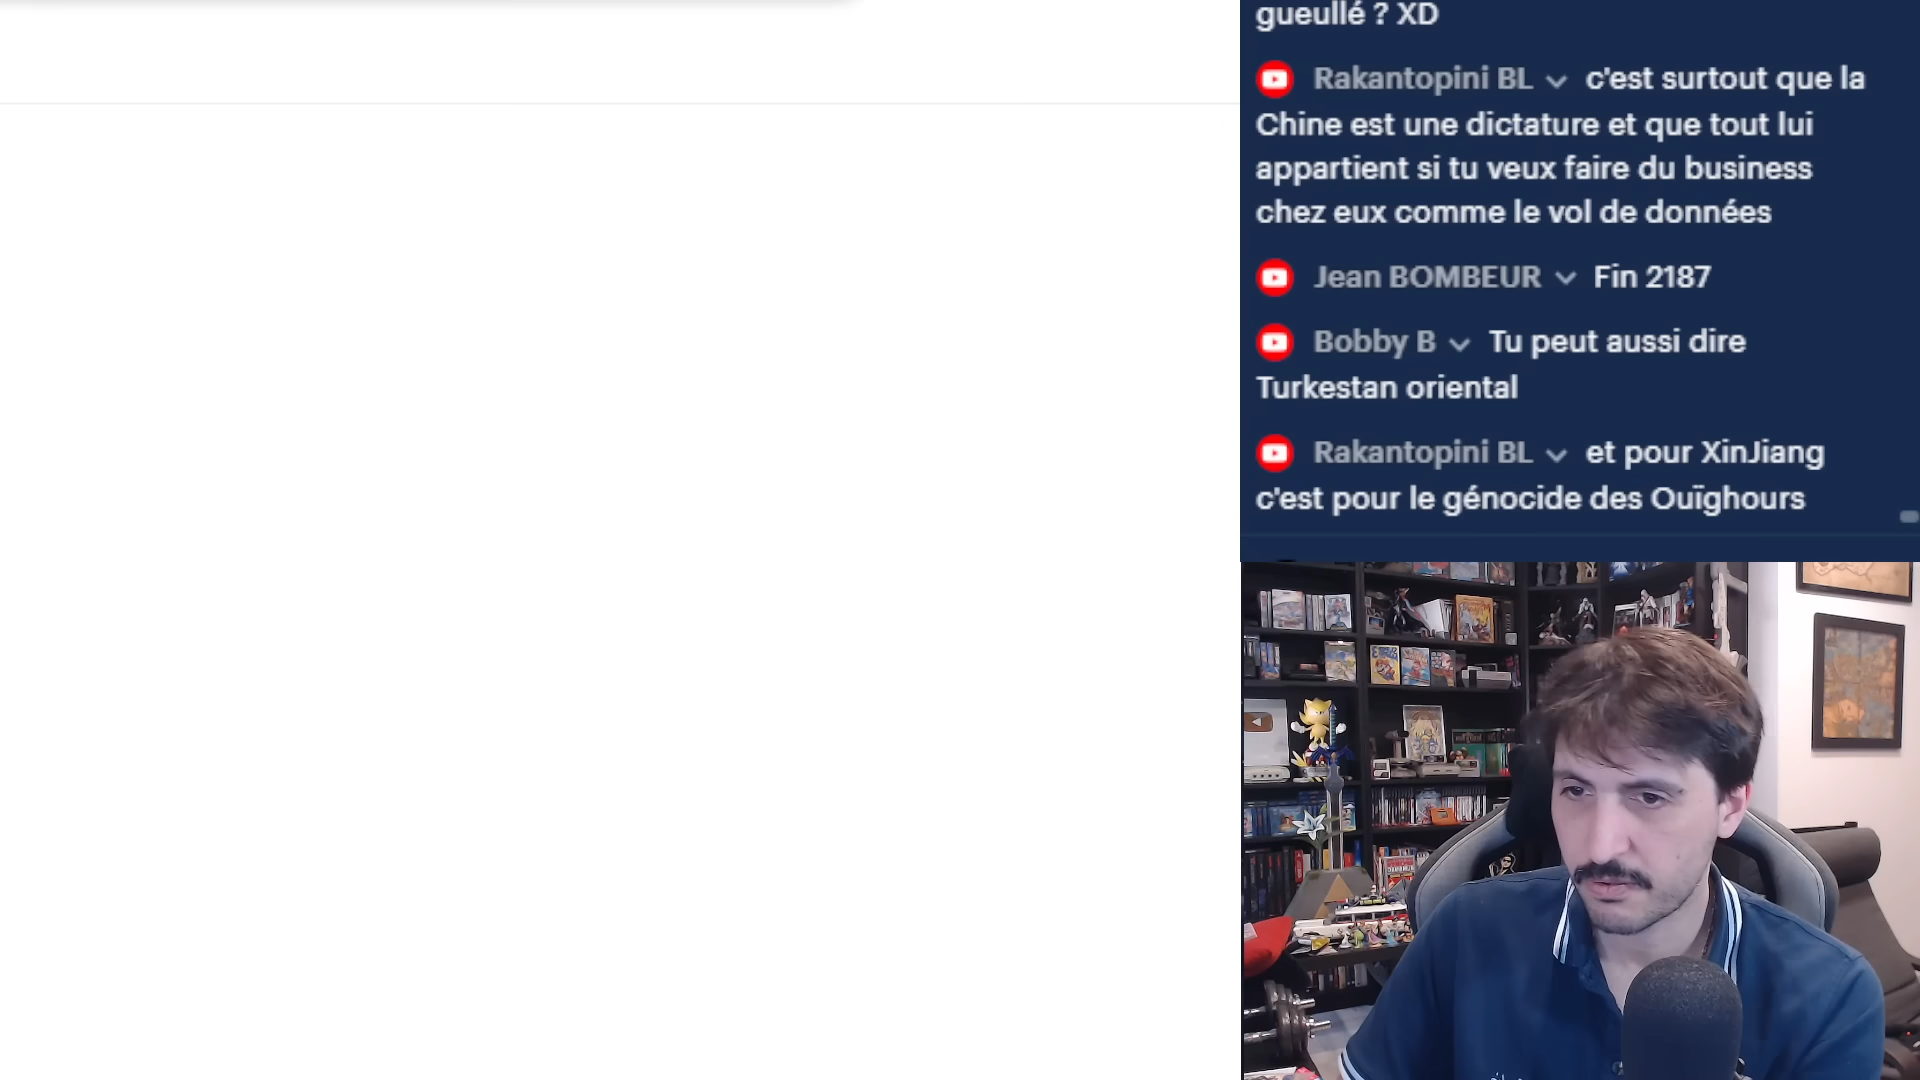 gueullé ? XD
Rakantopini BL c'est surtout que la
Chine est une dictature et que tout lui
appartient si tu veux faire du business
chez eux comme le vol de données
Jean BOMBEUR Fin 2187
Bobby B Tu peut aussi dire
Turkestan oriental
Rakantopini BL et pour XinJiang
c'est pour le génocide des Ouïghours